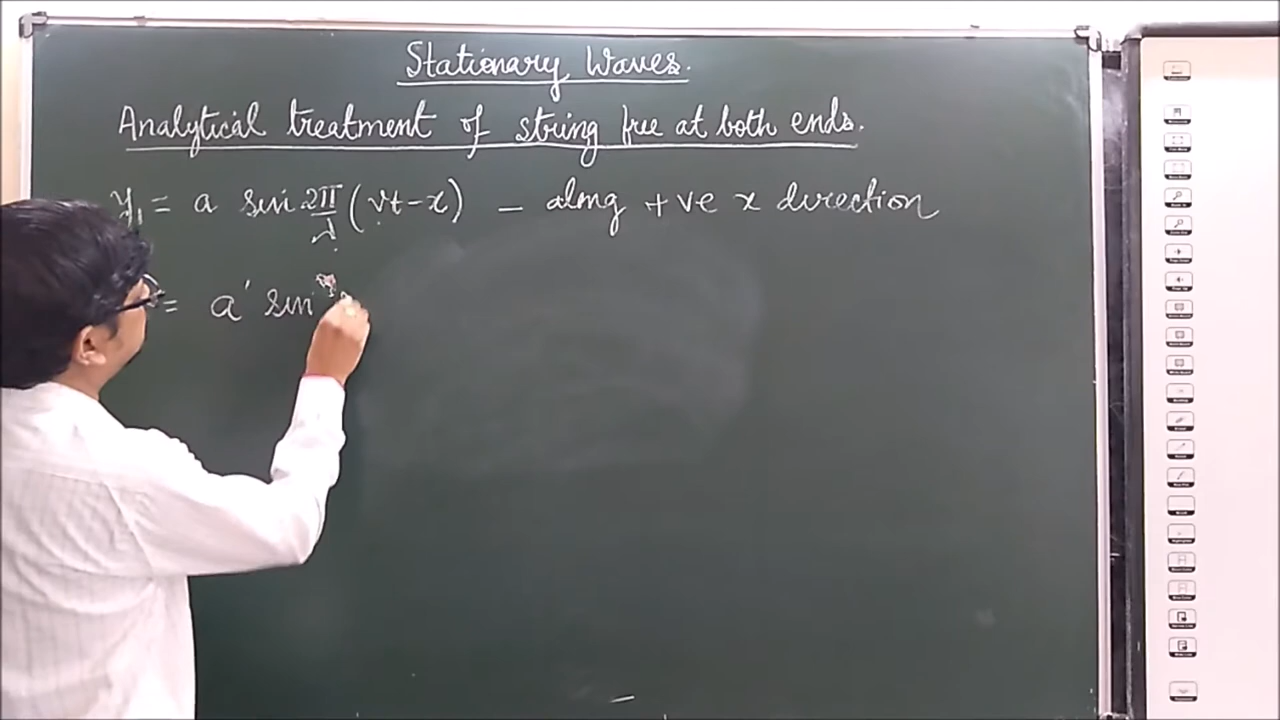 Stationary Waves.
Analytical treatment of string free at both ends.
y₁ = a sin 2π/λ (vt - x) - along +ve x direction
= a' sin